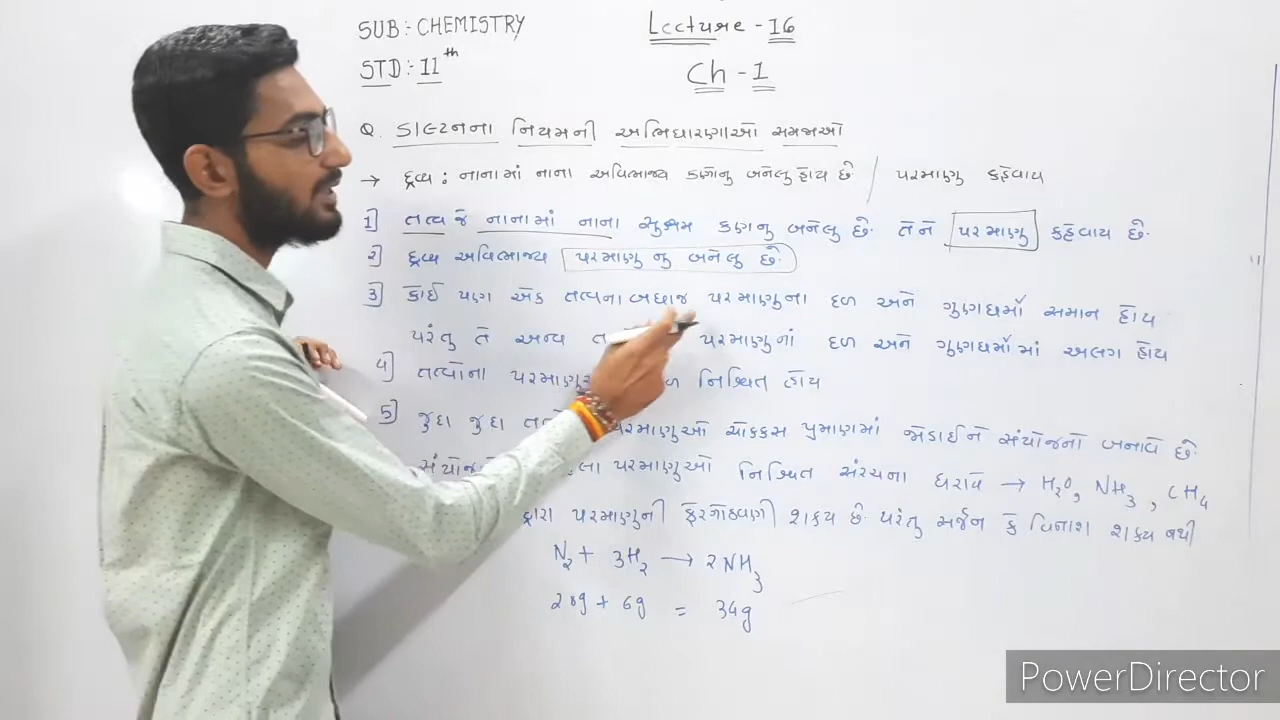 SUB:- CHEMISTRY
Lecture - 16
STD:- 11th
Ch - 1
Q. ડાલ્ટનના નિયમની અભિધારણાઓ સમજાઓ
→ દ્રવ્ય : નાનામાં નાના અવિભાજ્ય કણોનુ બનેલુ હોય છે / પરમાણુ કહેવાય
1] તત્વ જે નાનામાં નાના સુક્ષ્મ કણનુ બનેલુ છે. તેને પરમાણુ કહેવાય છે.
2] દ્રવ્ય અવિભાજ્ય પરમાણુ નુ બનેલુ છે.
3] કોઈ પણ એક તત્વના બધાજ પરમાણુના દળ અને ગુણધર્મો સમાન હોય
પરંતુ તે અન્ય પરમાણુનાં દળ અને ગુણધર્મોમાં અલગ હોય
4] તત્વોના નિશ્ચિત હોય
5] જુદા જુદા પરમાણુઓ ચોક્કસ પ્રમાણમાં જોડાઈને સંયોજનો બનાવે છે.
પરમાણુઓ નિશ્ચિત સંરચના ધરાવે → H2O, NH3, CH4
દ્વારા પરમાણુની ફેરગોઠવણી શક્ય છે. પરંતુ સર્જન કે વિનાશ શક્ય નથી
N2 + 3H2 → 2NH3
28g + 6g = 34g
PowerDirector